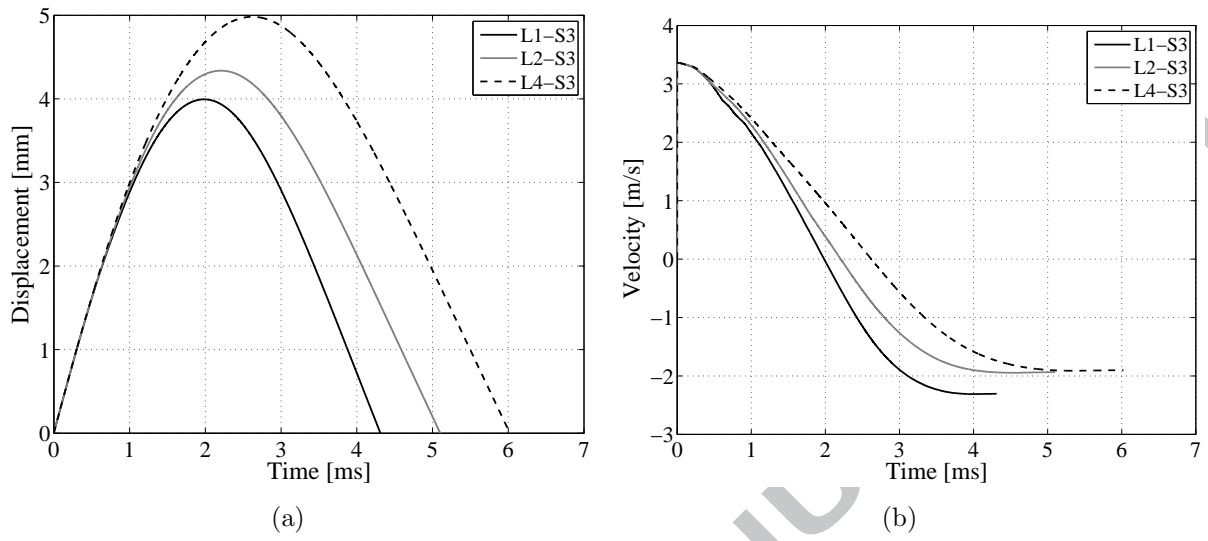 5
4
3
2
1
0
0 1 2 3 4 5 6 7
Displacement [mm]
Time [ms]
L1–S3
L2–S3
L4–S3
(a)
4
3
2
1
0
−1
−2
−3
0 1 2 3 4 5 6 7
Velocity [m/s]
Time [ms]
L1–S3
L2–S3
L4–S3
(b)